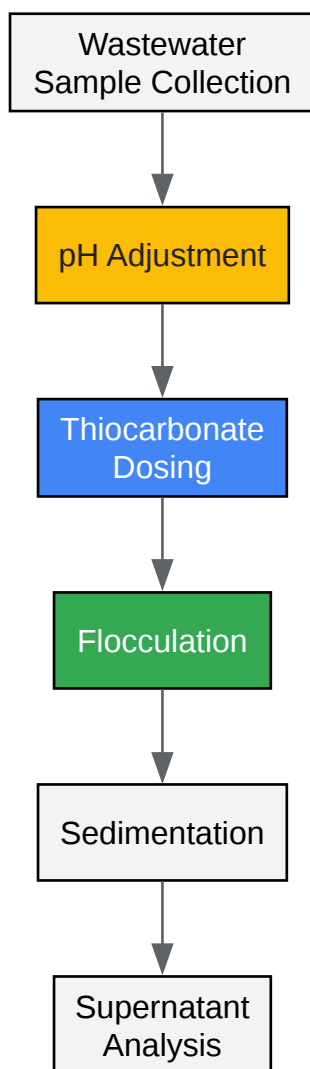 Wastewater
Sample Collection
pH Adjustment
Thiocarbonate
Dosing
Flocculation
Sedimentation
Supernatant
Analysis